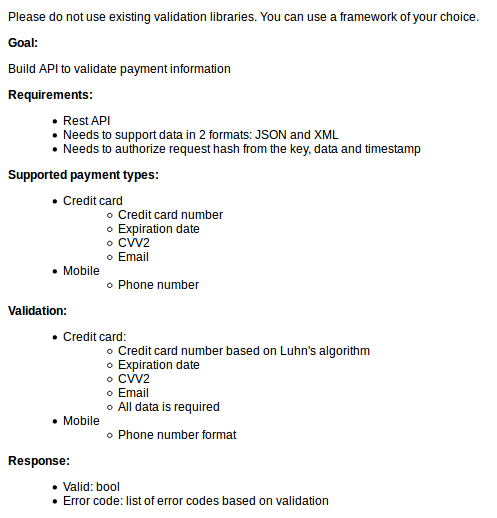 Please do not use existing validation libraries. You can use a framework of your choice.
Goal:
Build API to validate payment information
Requirements:
• Rest API
• Needs to support data in 2 formats: JSON and XML
• Needs to authorize request hash from the key, data and timestamp
Supported payment types:
• Credit card
◦ Credit card number
◦ Expiration date
◦ CVV2
◦ Email
• Mobile
◦ Phone number
Validation:
• Credit card:
◦ Credit card number based on Luhn's algorithm
◦ Expiration date
◦ CVV2
◦ Email
◦ All data is required
• Mobile
◦ Phone number format
Response:
• Valid: bool
• Error code: list of error codes based on validation